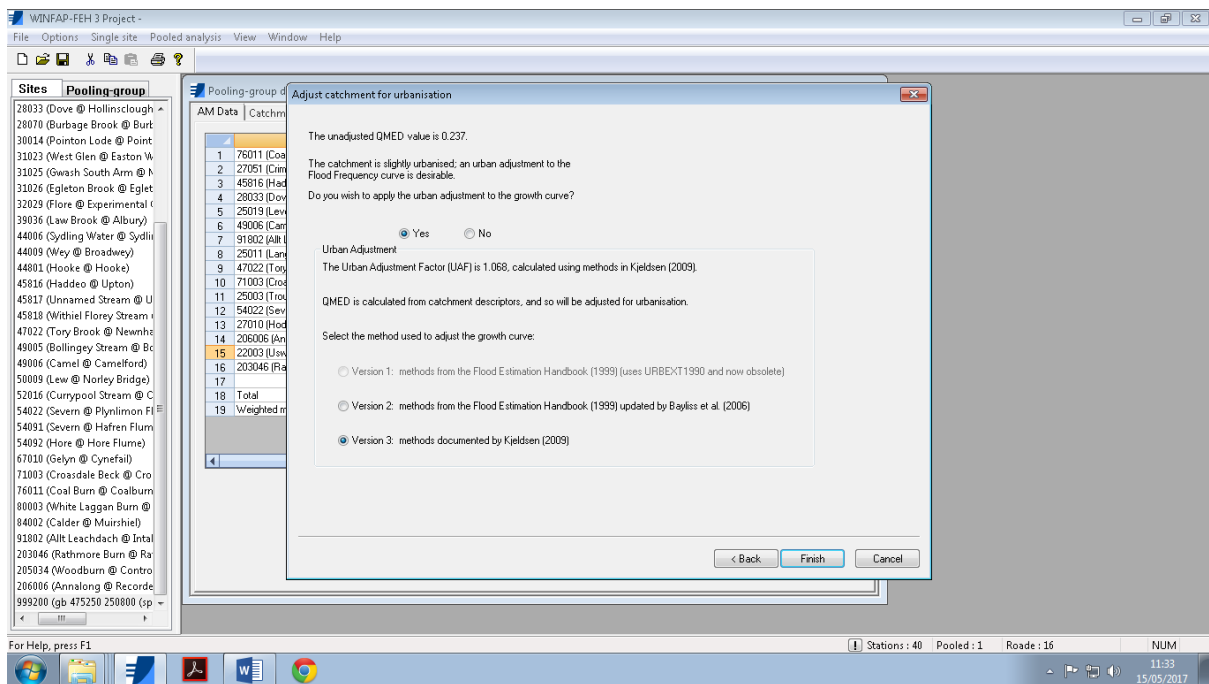 WINFAP-FEH 3 Project -
File Options Single site Pooled analysis View Window Help
Sites Pooling-group
28033 (Dove @ Hollinsclough
28070 (Burbage Brook @ Burb
30014 (Pointon Lode @ Point
31023 (West Glen @ Easton W
31025 (Gwash South Arm @ M
31026 (Egleton Brook @ Eglet
32029 (Flore @ Experimental
39036 (Law Brook @ Albury)
44006 (Sydling Water @ Sydlin
44009 (Wey @ Broadwey)
44801 (Hooke @ Hooke)
45816 (Haddeo @ Upton)
45817 (Unnamed Stream @ U
45818 (Withiel Florey Stream
47022 (Tory Brook @ Newnha
49005 (Bollingey Stream @ Bo
49006 (Camel @ Camelford)
50009 (Lew @ Norley Bridge)
52016 (Currypool Stream @ C
54022 (Severn @ Plynlimon Fl
54091 (Severn @ Hafren Flum
54092 (Hore @ Hore Flume)
67010 (Gelyn @ Cynefail)
71003 (Croasdale Beck @ Cro
76011 (Coal Burn @ Coalburn
80003 (White Laggan Burn @
84002 (Calder @ Muirshiel)
91802 (Allt Leachdach @ Intal
203046 (Rathmore Burn @ Ra
205034 (Woodburn @ Contro
206006 (Annalong @ Recorde
999200 (gb 475250 250800 (sp
Pooling-group d
AM Data Catchm
1 76011 (Coa
2 27051 (Crim
3 45816 (Had
4 28033 (Dov
5 25019 (Lev
6 49006 (Cam
7 91802 (Allt L
8 25011 (Lan
9 47022 (Tory
10 71003 (Croa
11 25003 (Trou
12 54022 (Sev
13 27010 (Hod
14 206006 (An
15 22003 (Usw
16 203046 (Ra
17
18 Total
19 Weighted m
Adjust catchment for urbanisation
The unadjusted QMED value is 0.237.
The catchment is slightly urbanised; an urban adjustment to the
Flood Frequency curve is desirable.
Do you wish to apply the urban adjustment to the growth curve?
Yes No
Urban Adjustment
The Urban Adjustment Factor (UAF) is 1.068, calculated using methods in Kjeldsen (2009).
QMED is calculated from catchment descriptors, and so will be adjusted for urbanisation.
Select the method used to adjust the growth curve:
Version 1: methods from the Flood Estimation Handbook (1999) (uses URBEXT1990 and now obsolete)
Version 2: methods from the Flood Estimation Handbook (1999) updated by Bayliss et al. (2006)
Version 3: methods documented by Kjeldsen (2009)
< Back Finish Cancel
For Help, press F1 Stations : 40 Pooled : 1 Roade : 16 NUM
11:33
15/05/2017